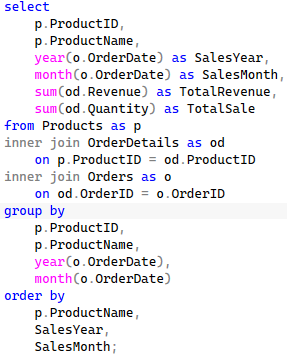 select
    p.ProductID,
    p.ProductName,
    year(o.OrderDate) as SalesYear,
    month(o.OrderDate) as SalesMonth,
    sum(od.Revenue) as TotalRevenue,
    sum(od.Quantity) as TotalSale
from Products as p
inner join OrderDetails as od
    on p.ProductID = od.ProductID
inner join Orders as o
    on od.OrderID = o.OrderID
group by
    p.ProductID,
    p.ProductName,
    year(o.OrderDate),
    month(o.OrderDate)
order by
    p.ProductName,
    SalesYear,
    SalesMonth;